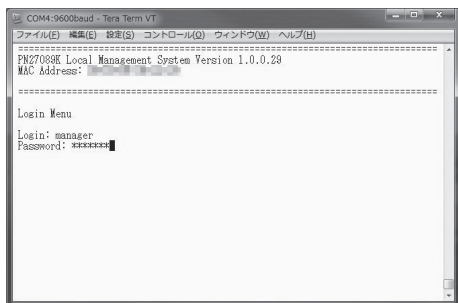 COM4:9600baud - Tera Term VT
ファイル(F) 編集(E) 設定(S) コントロール(O) ウィンドウ(W) ヘルプ(H)
================================================================================
PN27089K Local Management System Version 1.0.0.29
MAC Address:
================================================================================
Login Menu
Login: manager
Password: *******